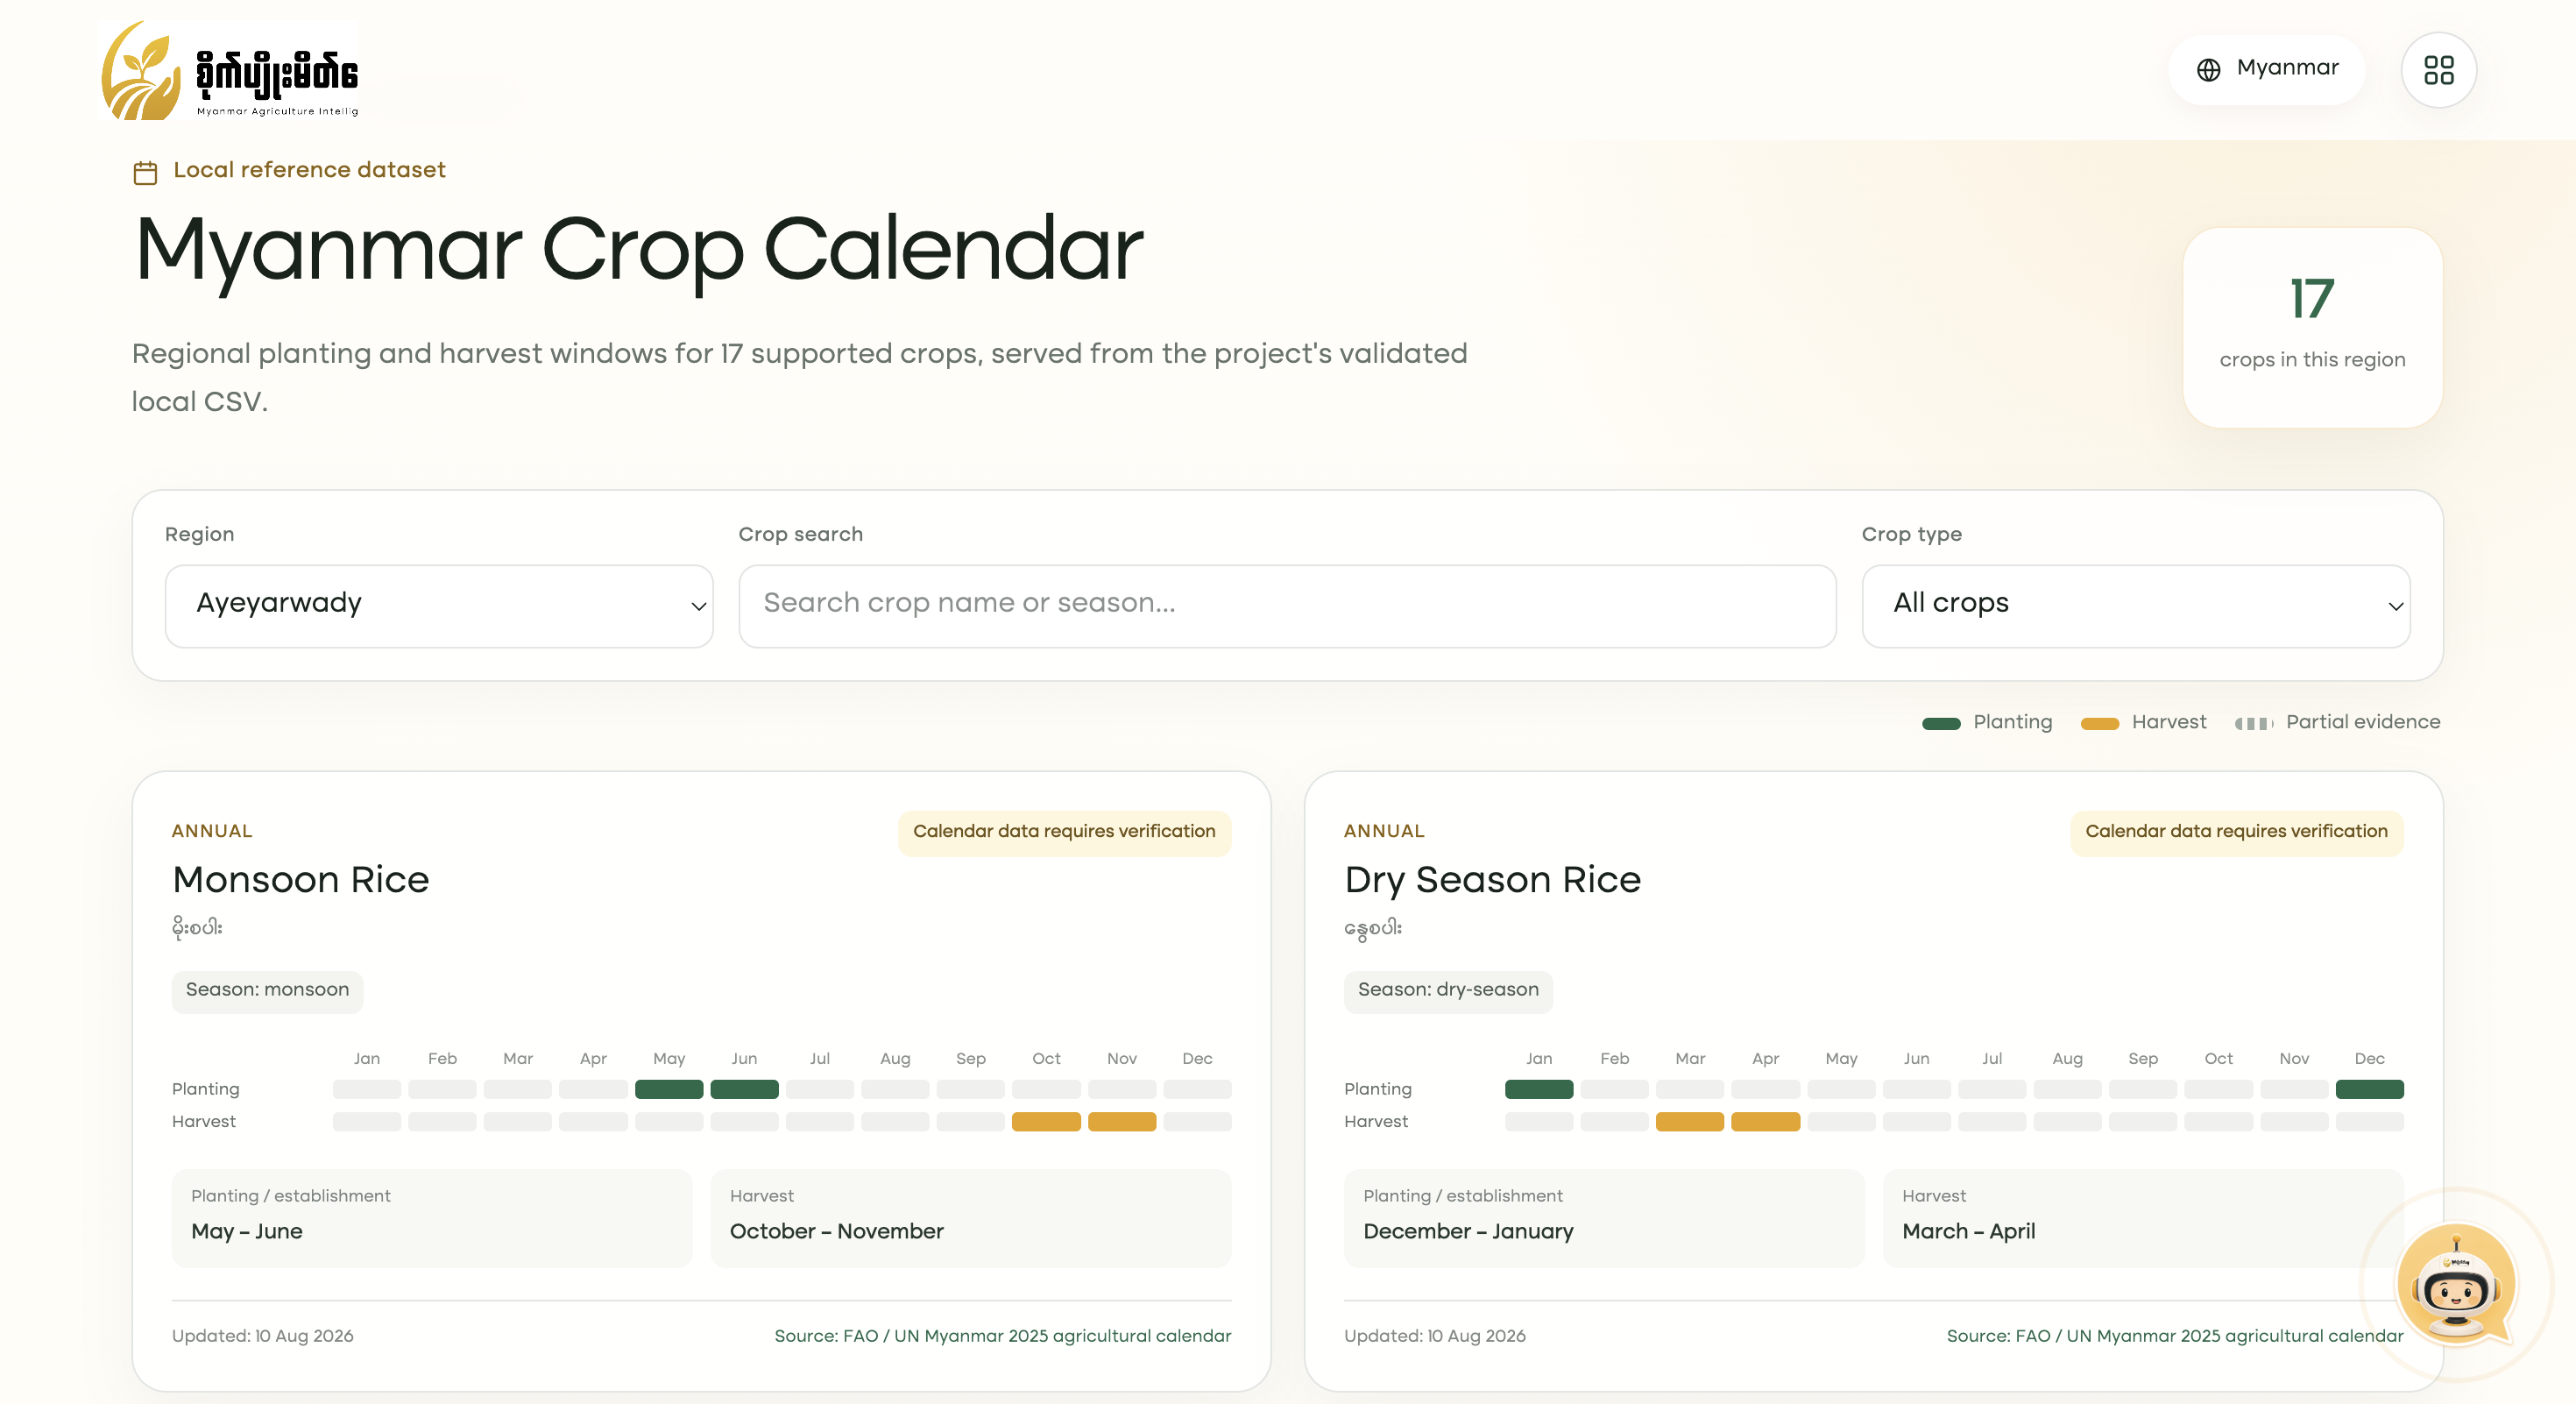 စိုက်ပျိုးမိတ်ဆွေ
Myanmar Agriculture Intellig
Myanmar
Local reference dataset
Myanmar Crop Calendar
Regional planting and harvest windows for 17 supported crops, served from the project's validated
local CSV.
17
crops in this region
Region
Crop search
Crop type
Ayeyarwady
Search crop name or season...
All crops
Planting
Harvest
Partial evidence
ANNUAL
Calendar data requires verification
Monsoon Rice
မိုးစပါး
Season: monsoon
Jan Feb Mar Apr May Jun Jul Aug Sep Oct Nov Dec
Planting
Harvest
Planting / establishment
May – June
Harvest
October – November
Updated: 10 Aug 2026
Source: FAO / UN Myanmar 2025 agricultural calendar
ANNUAL
Calendar data requires verification
Dry Season Rice
နွေစပါး
Season: dry-season
Jan Feb Mar Apr May Jun Jul Aug Sep Oct Nov Dec
Planting
Harvest
Planting / establishment
December – January
Harvest
March – April
Updated: 10 Aug 2026
Source: FAO / UN Myanmar 2025 agricultural calendar